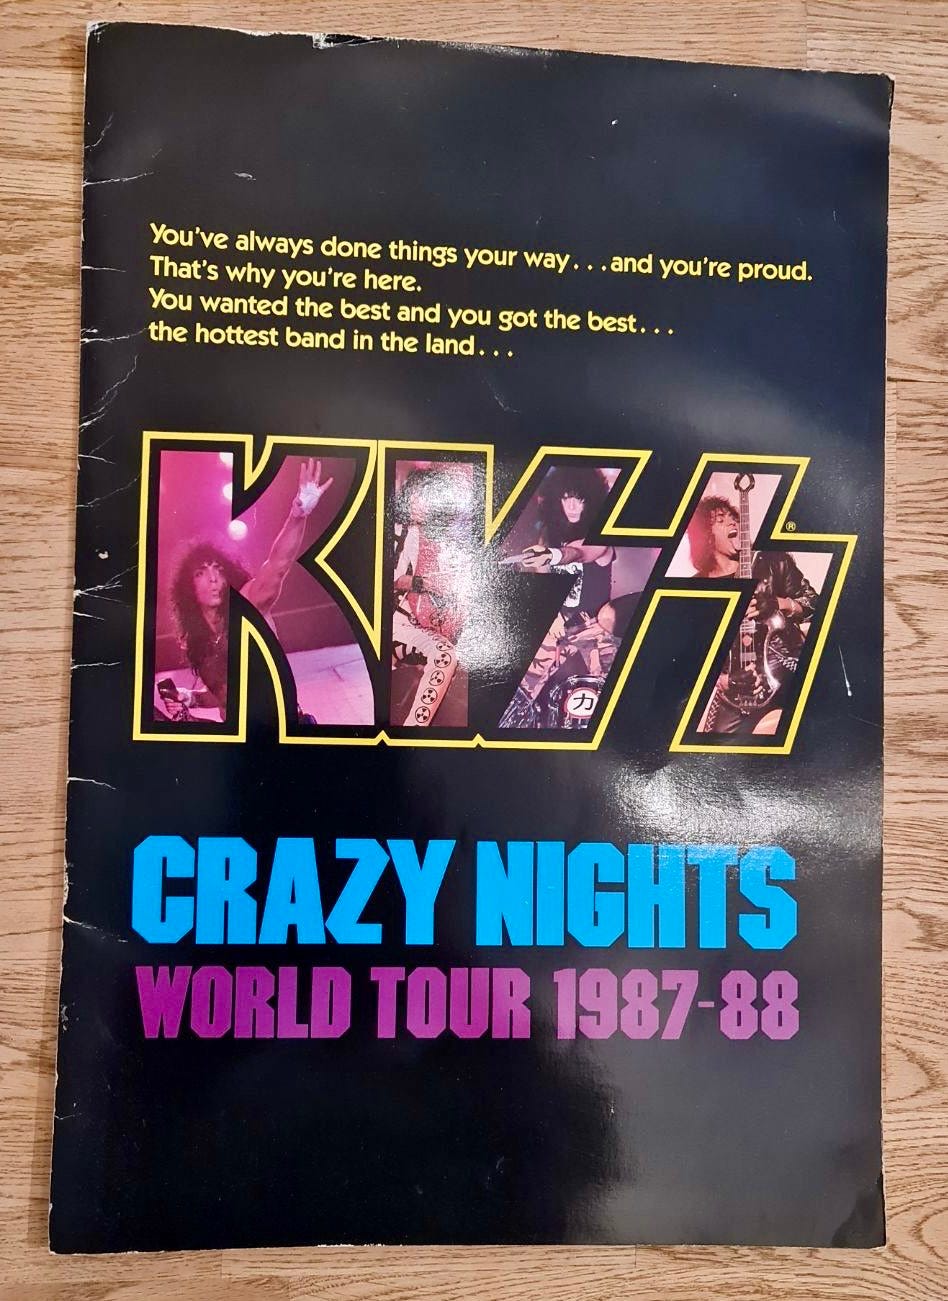 You've always done things your way...and you're proud.
That's why you're here.
You wanted the best and you got the best...
the hottest band in the land...
KISS®
力
CRAZY NIGHTS
WORLD TOUR 1987-88